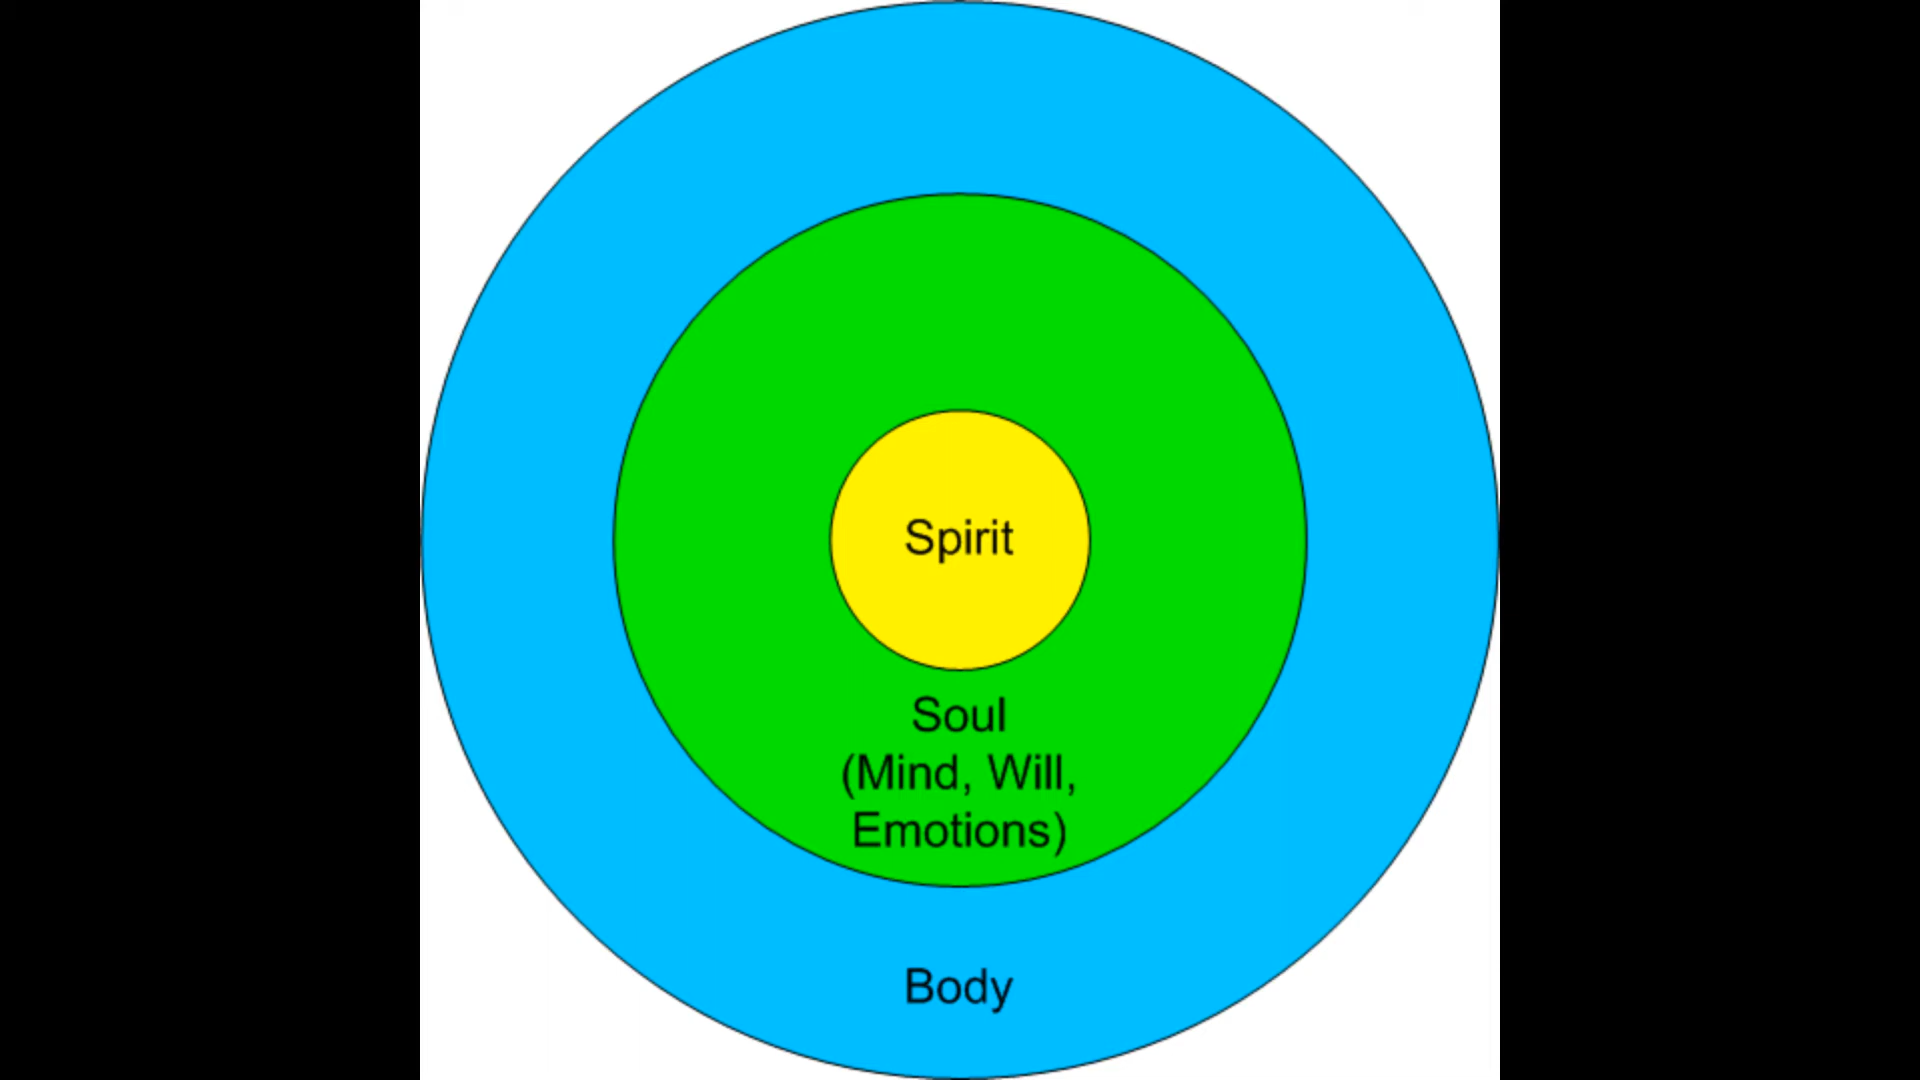 Spirit
Soul
(Mind, Will,
Emotions)
Body